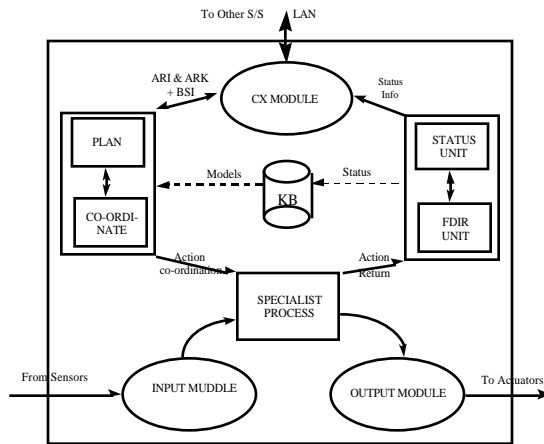 To Other S/S
LAN
ARI & ARK
+ BSI
CX MODULE
Status
Info
PLAN
STATUS
UNIT
Models
Status
KB
CO-ORDI-
NATE
FDIR
UNIT
Action
co-ordination
Action
Return
SPECIALIST
PROCESS
From Sensors
INPUT MUDDLE
OUTPUT MODULE
To Actuators